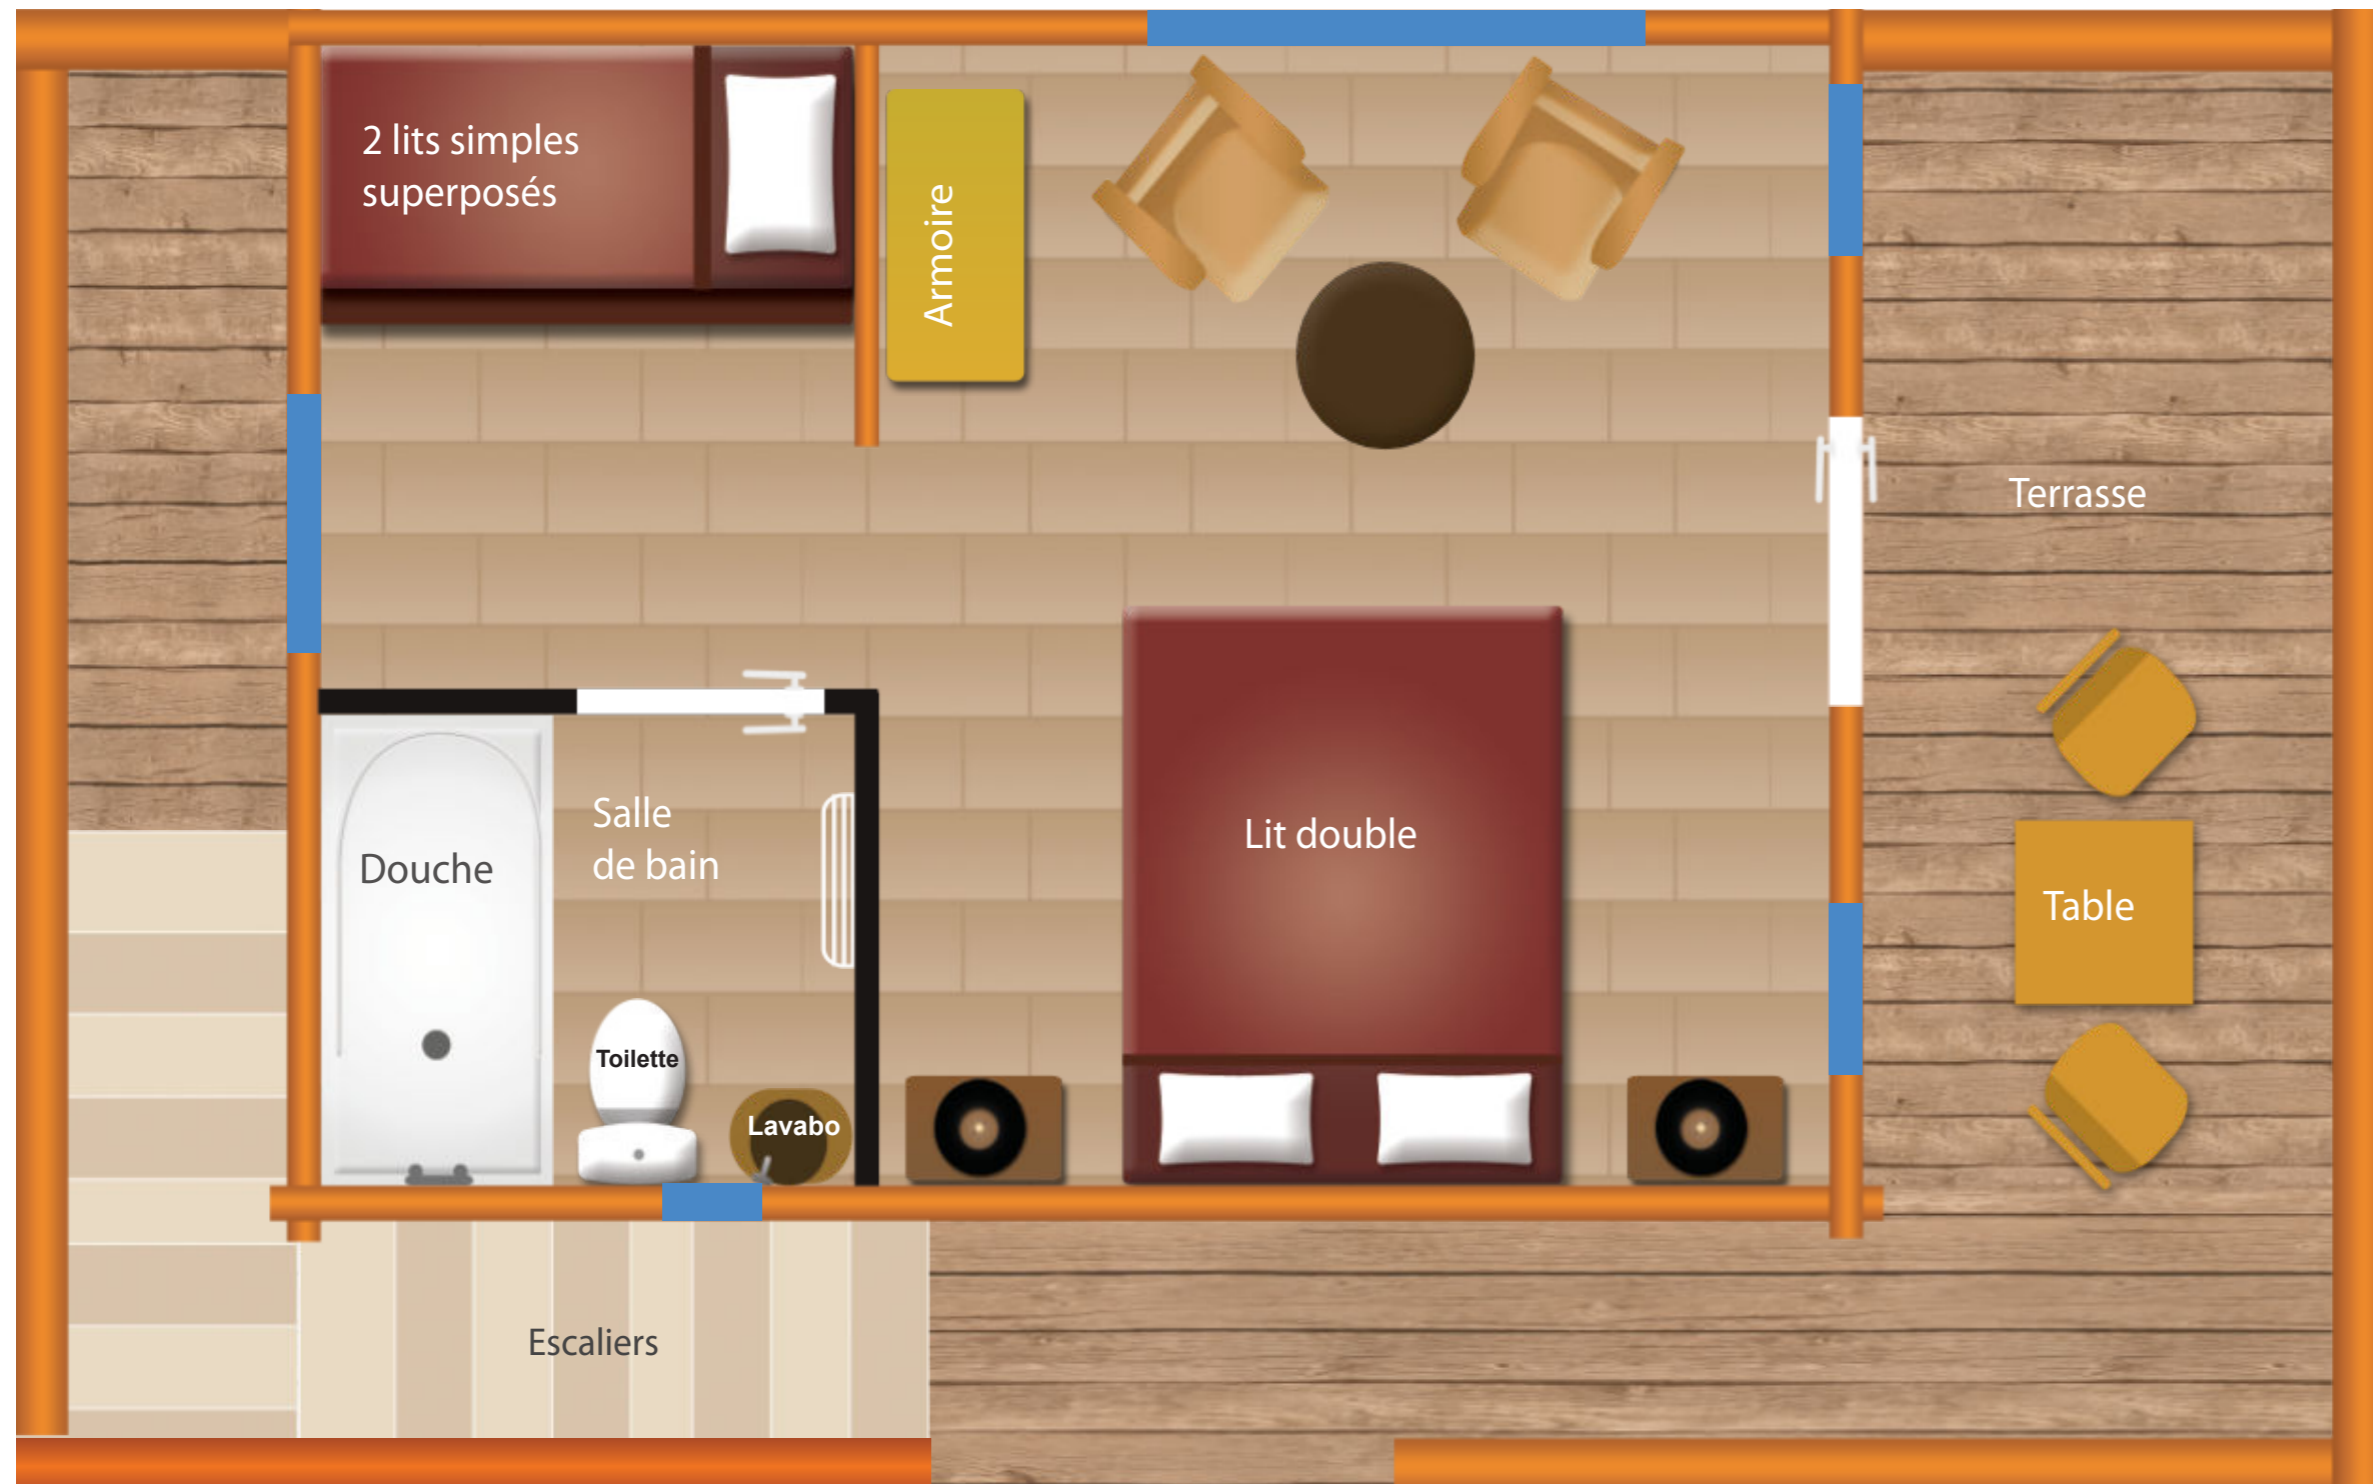 2 lits simples
superposés
Armoire
Terrasse
Salle
de bain
Douche
Lit double
Table
Toilette
Lavabo
Escaliers